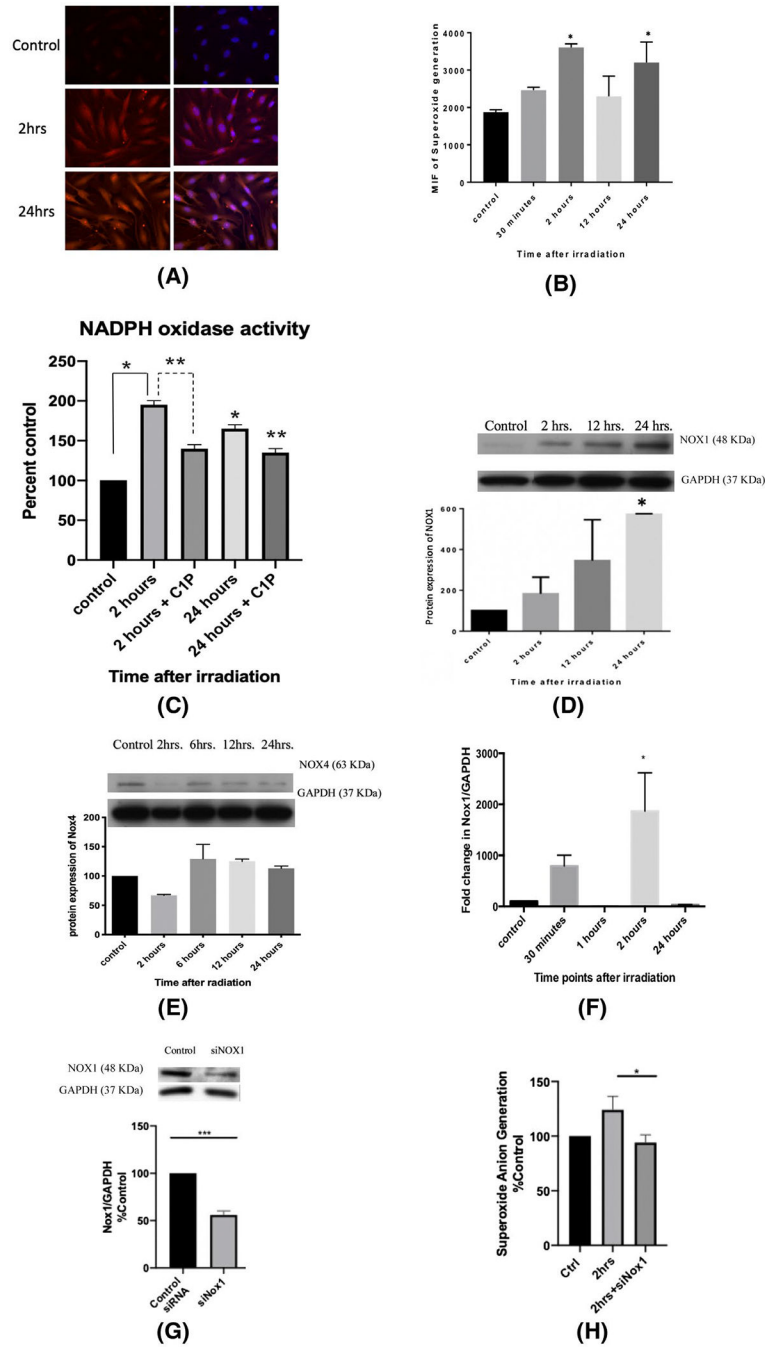 Control
2hrs
24hrs
(A)
MIF of Superoxide generation
4000
3000
2000
1000
0
control
30 minutes
2 hours
12 hours
24 hours
*
*
Time after irradiation
(B)
NADPH oxidase activity
Percent control
250
200
150
100
50
0
*
**
*
**
control
2 hours
2 hours + C1P
24 hours
24 hours + C1P
Time after irradiation
(C)
Control 2 hrs. 12 hrs. 24 hrs.
NOX1 (48 KDa)
GAPDH (37 KDa)
Protein expression of NOX1
600
400
200
0
*
control
2 hours
12 hours
24 hours
Time after irradiation
(D)
Control 2hrs. 6hrs. 12hrs. 24hrs.
NOX4 (63 KDa)
GAPDH (37 KDa)
protein expression of Nox4
200
150
100
50
0
control
2 hours
6 hours
12 hours
24 hours
Time after radiation
(E)
Fold change in Nox1/GAPDH
3000
2000
1000
0
*
control
30 minutes
1 hours
2 hours
24 hours
Time points after irradiation
(F)
Control siNOX1
NOX1 (48 KDa)
GAPDH (37 KDa)
Nox1/GAPDH
%Control
150
100
50
0
***
Control
siRNA
siNox1
(G)
Superoxide Anion Generation
%Control
150
100
50
0
*
Ctrl
2hrs
2hrs+siNox1
(H)